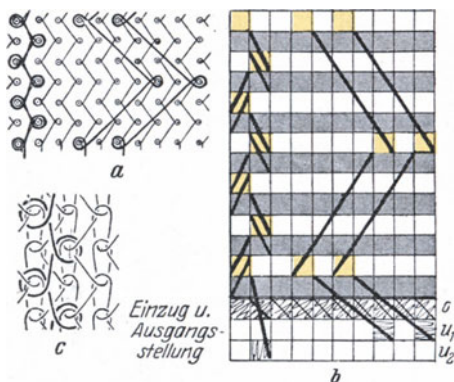 a
c
Einzug u.
Ausgangs-
stellung
b
G
u₁
u₂